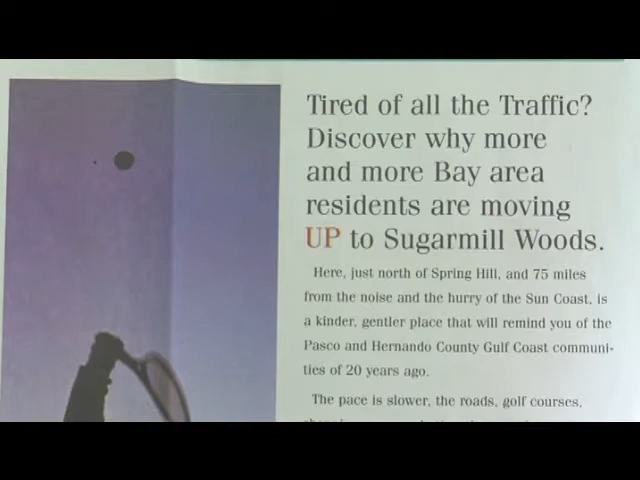 Tired of all the Traffic?
Discover why more
and more Bay area
residents are moving
UP to Sugarmill Woods.
Here, just north of Spring Hill, and 75 miles
from the noise and the hurry of the Sun Coast, is
a kinder, gentler place that will remind you of the
Pasco and Hernando County Gulf Coast communi-
ties of 20 years ago.
The pace is slower, the roads, golf courses,